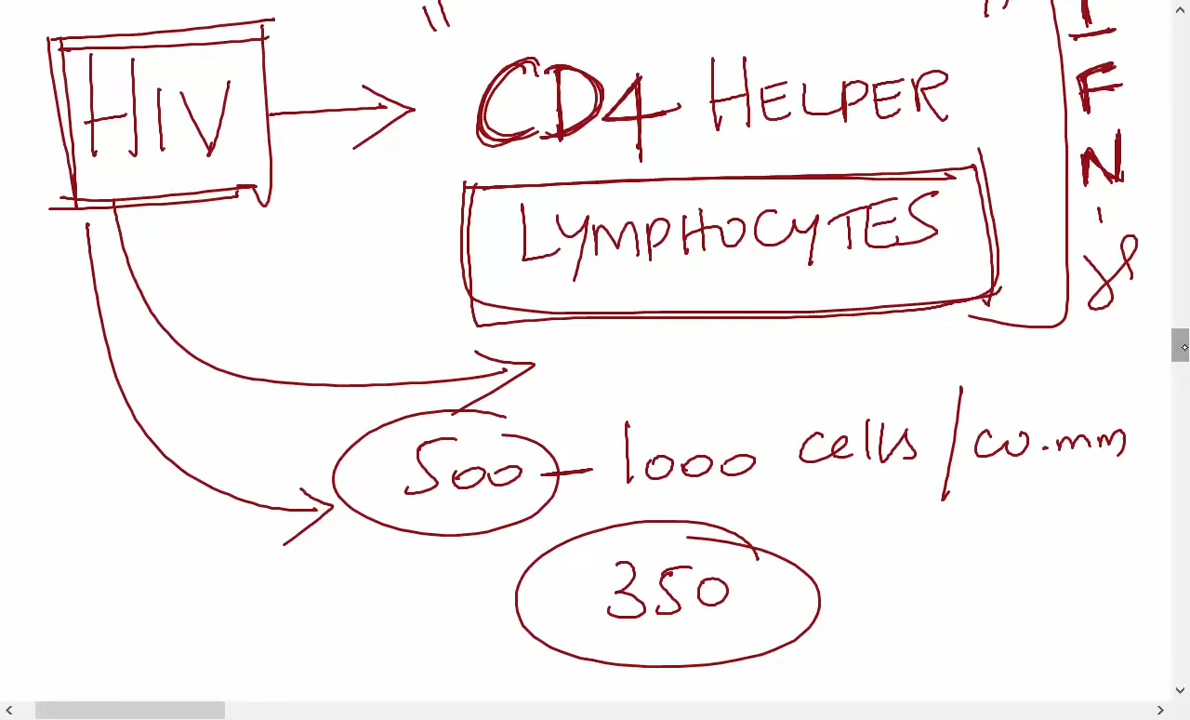 HIV → CD4 HELPER
LYMPHOCYTES
IFN-γ
500 - 1000 cells / cu.mm
350